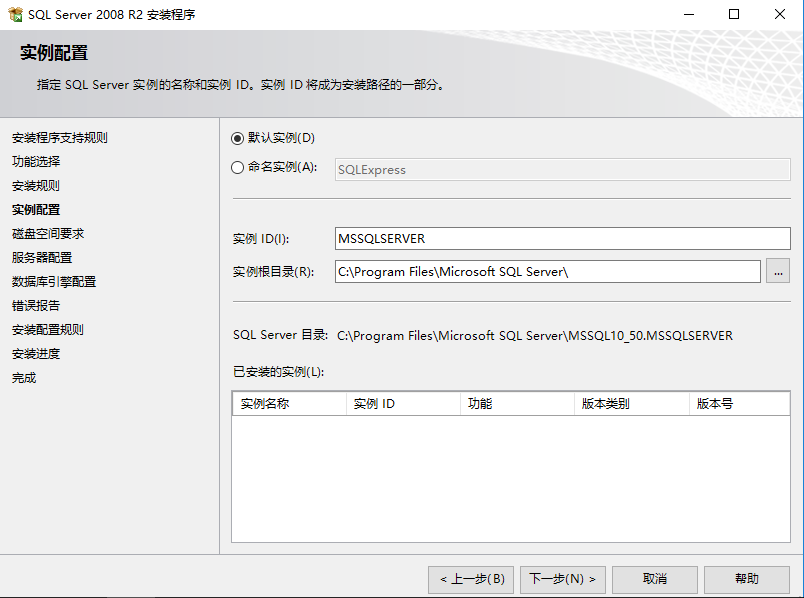 SQL Server 2008 R2 安装程序
实例配置
指定 SQL Server 实例的名称和实例 ID。实例 ID 将成为安装路径的一部分。
安装程序支持规则
功能选择
安装规则
实例配置
磁盘空间要求
服务器配置
数据库引擎配置
错误报告
安装配置规则
安装进度
完成
默认实例(D)
命名实例(A): SQLExpress
实例 ID(I): MSSQLSERVER
实例根目录(R): C:\Program Files\Microsoft SQL Server\ ...
SQL Server 目录: C:\Program Files\Microsoft SQL Server\MSSQL10_50.MSSQLSERVER
已安装的实例(L):
实例名称 实例 ID 功能 版本类别 版本号
< 上一步(B) 下一步(N) > 取消 帮助